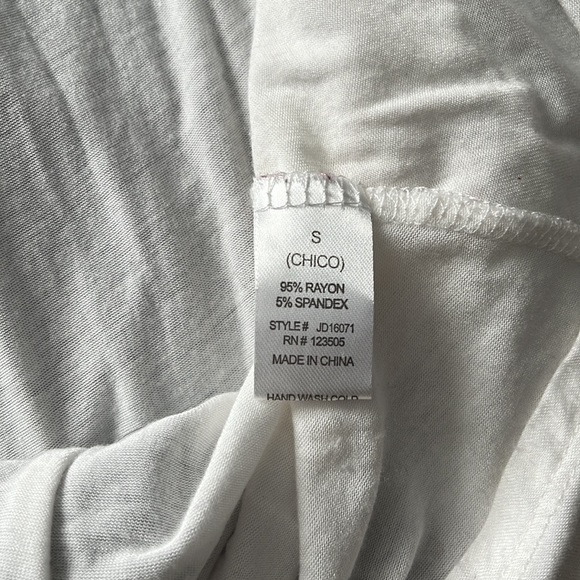 S
(CHICO)
95% RAYON
5% SPANDEX
STYLE# JD16071
RN# 123505
MADE IN CHINA
HAND WASH COLD